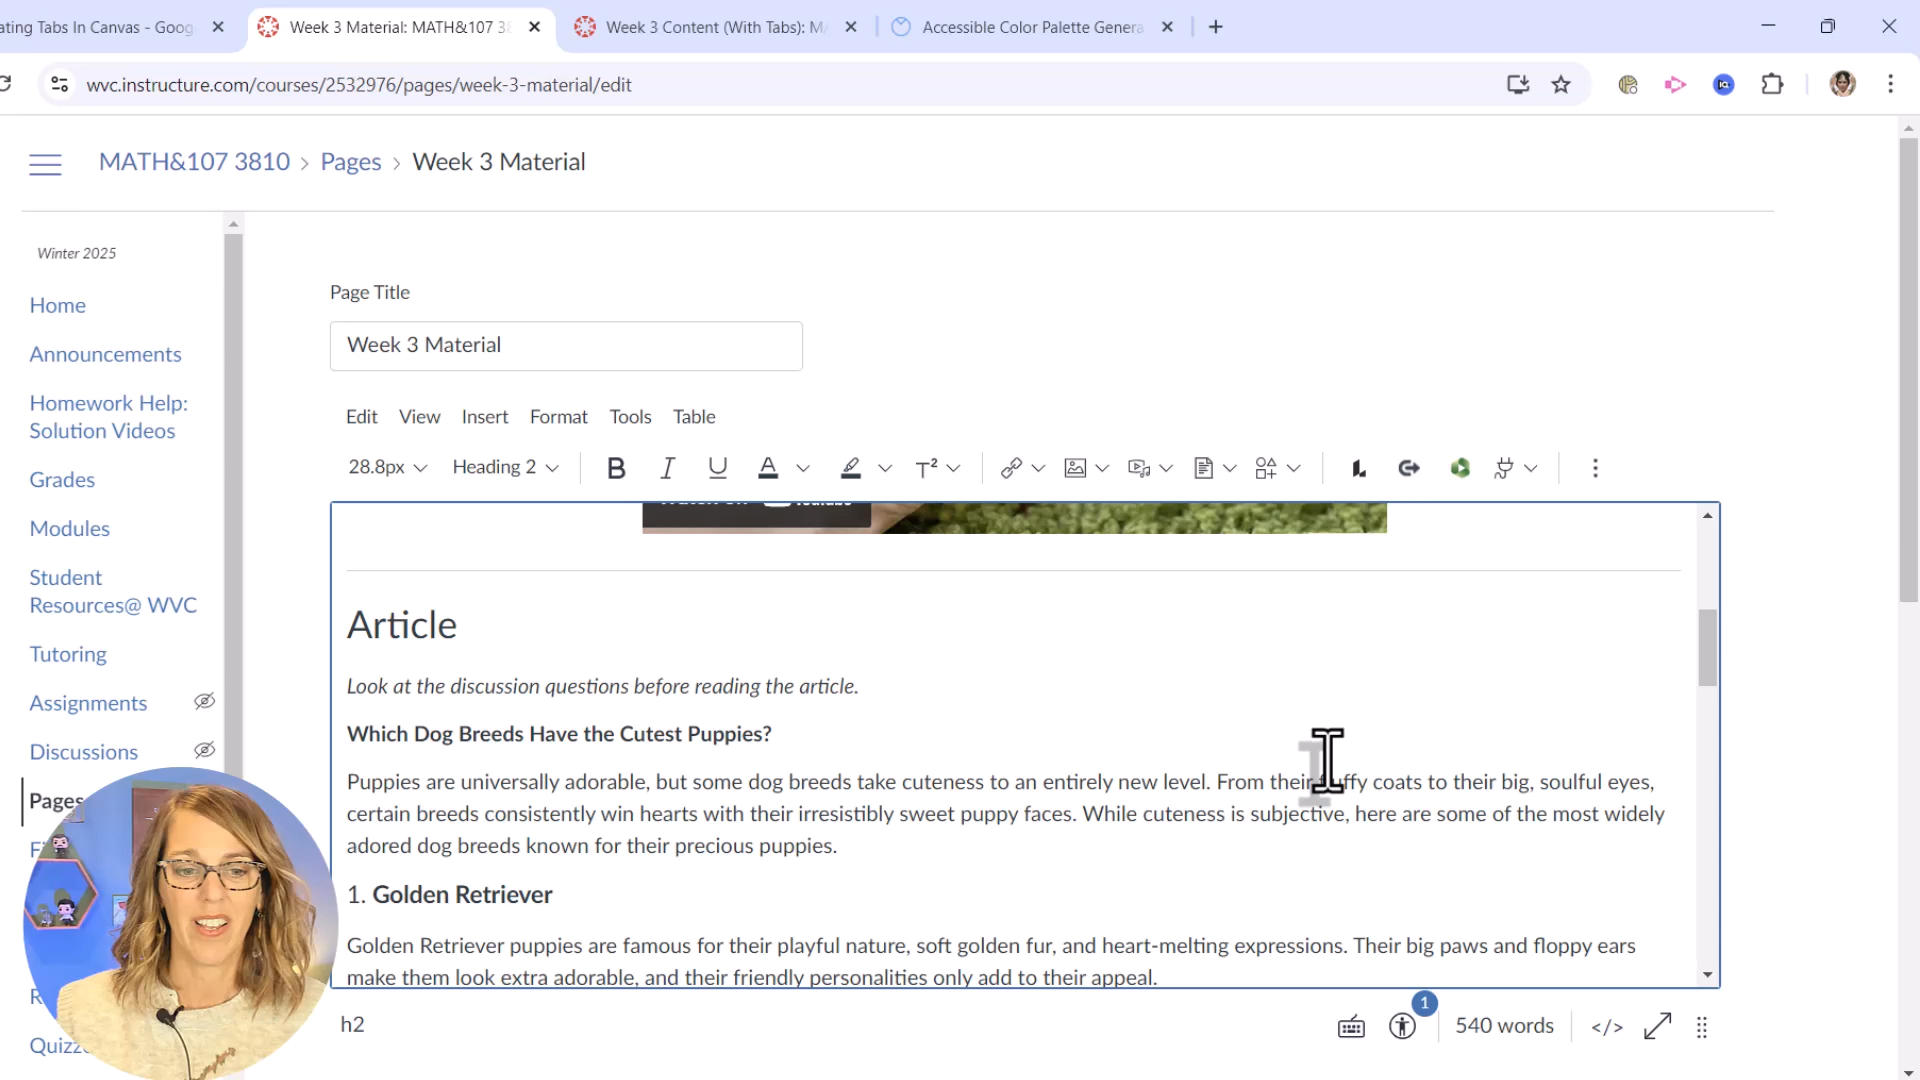 ating Tabs In Canvas - Goog
Week 3 Material: MATH&107 38
Week 3 Content (With Tabs): MA
Accessible Color Palette Genera
wvc.instructure.com/courses/2532976/pages/week-3-material/edit
MATH&107 3810 > Pages > Week 3 Material
Winter 2025
Home
Announcements
Homework Help:
Solution Videos
Grades
Modules
Student
Resources@ WVC
Tutoring
Assignments
Discussions
Pages
Quizz
Page Title
Week 3 Material
Edit View Insert Format Tools Table
28.8px Heading 2
Article
Look at the discussion questions before reading the article.
Which Dog Breeds Have the Cutest Puppies?
Puppies are universally adorable, but some dog breeds take cuteness to an entirely new level. From their fluffy coats to their big, soulful eyes,
certain breeds consistently win hearts with their irresistibly sweet puppy faces. While cuteness is subjective, here are some of the most widely
adored dog breeds known for their precious puppies.
1. Golden Retriever
Golden Retriever puppies are famous for their playful nature, soft golden fur, and heart-melting expressions. Their big paws and floppy ears
make them look extra adorable, and their friendly personalities only add to their appeal.
h2
1
540 words
</>